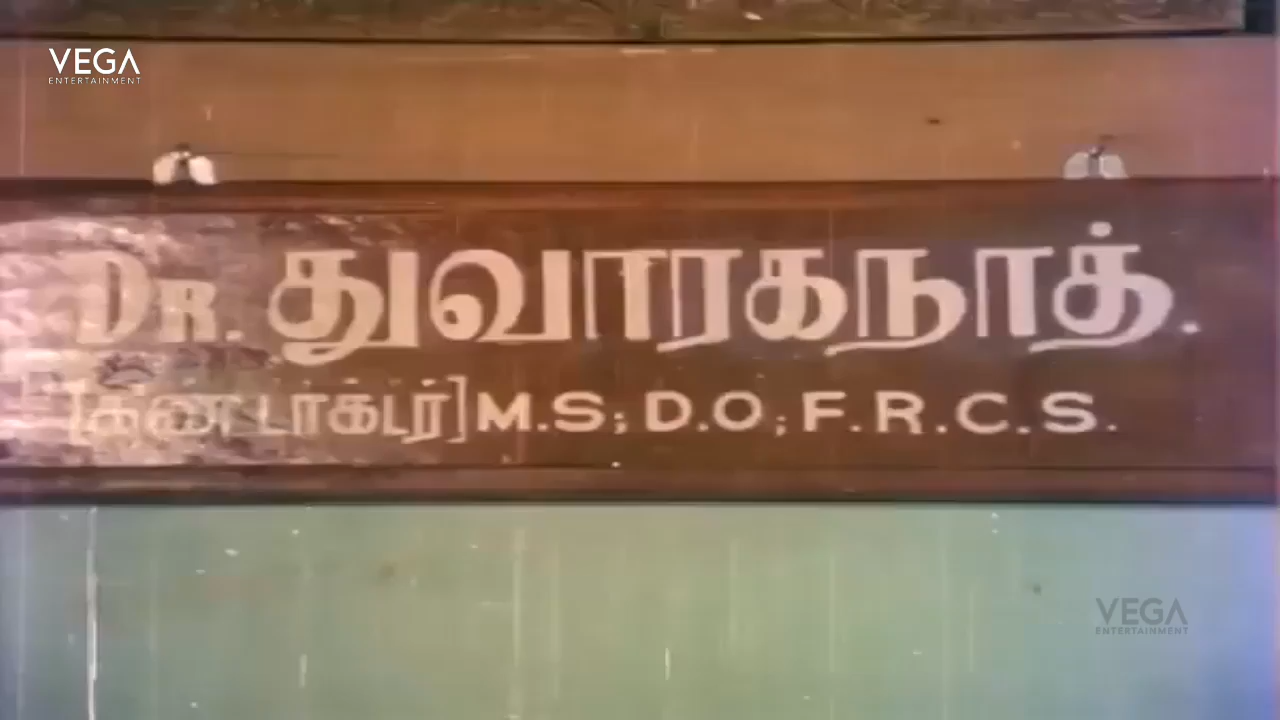 VEGA
ENTERTAINMENT
DR. துவாரகநாத்.
[கண் டாக்டர்] M.S; D.O; F.R.C.S.
VEGA
ENTERTAINMENT